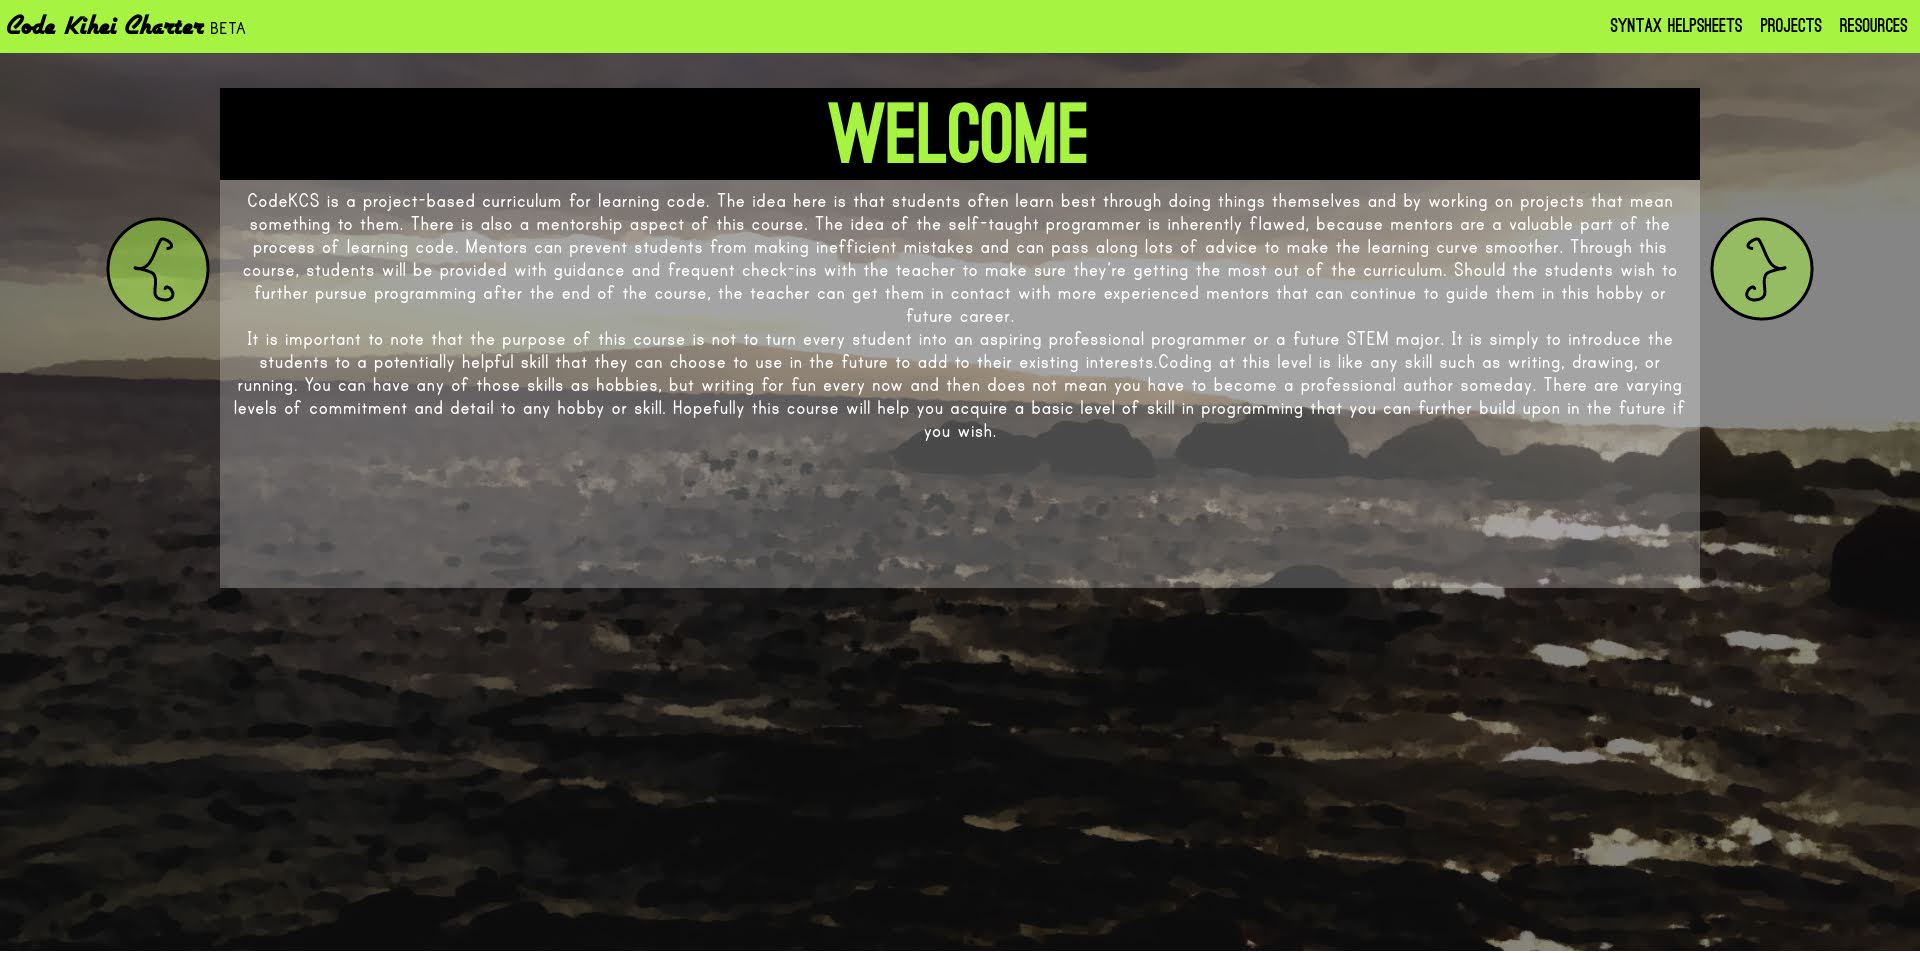 Code Kihei Charter BETA
SYNTAX HELPSHEETS PROJECTS RESOURCES
WELCOME
CodeKCS is a project-based curriculum for learning code. The idea here is that students often learn best through doing things themselves and by working on projects that mean
something to them. There is also a mentorship aspect of this course. The idea of the self-taught programmer is inherently flawed, because mentors are a valuable part of the
process of learning code. Mentors can prevent students from making inefficient mistakes and can pass along lots of advice to make the learning curve smoother. Through this
course, students will be provided with guidance and frequent check-ins with the teacher to make sure they're getting the most out of the curriculum. Should the students wish to
further pursue programming after the end of the course, the teacher can get them in contact with more experienced mentors that can continue to guide them in this hobby or
future career.
It is important to note that the purpose of this course is not to turn every student into an aspiring professional programmer or a future STEM major. It is simply to introduce the
students to a potentially helpful skill that they can choose to use in the future to add to their existing interests.Coding at this level is like any skill such as writing, drawing, or
running. You can have any of those skills as hobbies, but writing for fun every now and then does not mean you have to become a professional author someday. There are varying
levels of commitment and detail to any hobby or skill. Hopefully this course will help you acquire a basic level of skill in programming that you can further build upon in the future if
you wish.
{
}